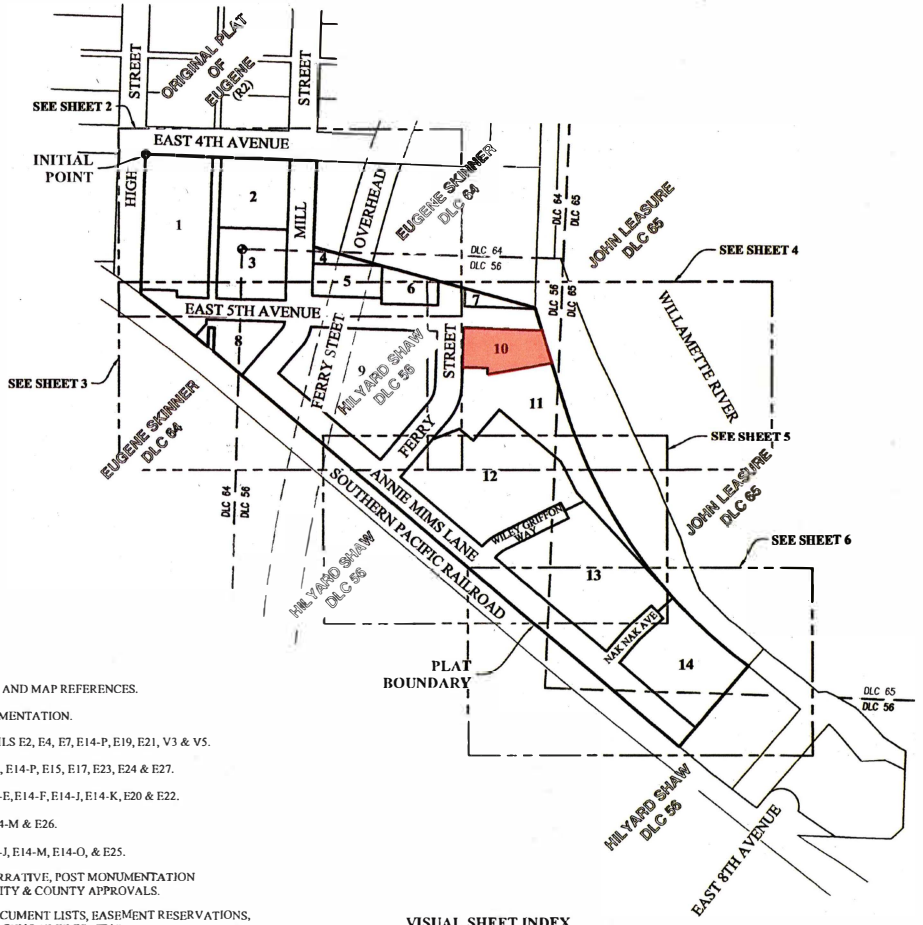 ORIGINAL PLAT
OF
EUGENE
(R2)
STREET
STREET
SEE SHEET 2
EAST 4TH AVENUE
INITIAL
POINT
HIGH
MILL
OVERHEAD
EUGENE SKINNER
DLC 64
DLC 64
DLC 65
JOHN LEASURE
DLC 65
1
2
3
4
5
6
7
DLC 64
DLC 56
DLC 56
DLC 65
SEE SHEET 4
EAST 5TH AVENUE
WILLAMETTE RIVER
8
9
10
11
STREET
FERRY STEET
HILYARD SHAW
DLC 56
FERRY
SEE SHEET 3
EUGENE SKINNER
DLC 64
SEE SHEET 5
JOHN LEASURE
DLC 65
12
ANNIE MIMS LANE
SOUTHERN PACIFIC RAILROAD
DLC 64
DLC 56
WILEY GRIFFON
WAY
SEE SHEET 6
HILYARD SHAW
DLC 56
13
NAK NAK AVE
14
PLAT
BOUNDARY
DLC 65
DLC 56
HILYARD SHAW
DLC 56
EAST 8TH AVENUE
AND MAP REFERENCES.
MENTATION.
ILS E2, E4, E7, E14-P, E19, E21, V3 & V5.
, E14-P, E15, E17, E23, E24 & E27.
-E, E14-F, E14-J, E14-K, E20 & E22.
4-M & E26.
-J, E14-M, E14-O, & E25.
RRATIVE, POST MONUMENTATION
ITY & COUNTY APPROVALS.
CUMENT LISTS, EASEMENT RESERVATIONS,
VISUAL SHEET INDEX